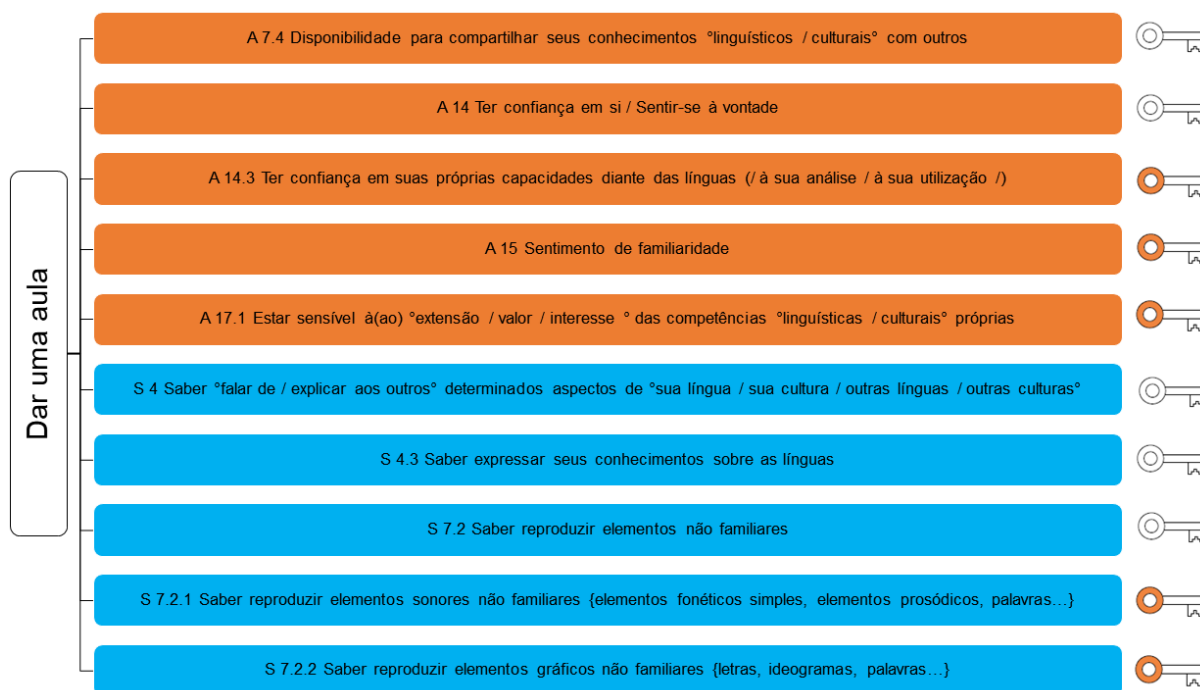 Dar uma aula
A 7.4 Disponibilidade para compartilhar seus conhecimentos °linguísticos / culturais° com outros
A 14 Ter confiança em si / Sentir-se à vontade
A 14.3 Ter confiança em suas próprias capacidades diante das línguas (/ à sua análise / à sua utilização /)
A 15 Sentimento de familiaridade
A 17.1 Estar sensível à(ao) °extensão / valor / interesse ° das competências °linguísticas / culturais° próprias
S 4 Saber °falar de / explicar aos outros° determinados aspectos de °sua língua / sua cultura / outras línguas / outras culturas°
S 4.3 Saber expressar seus conhecimentos sobre as línguas
S 7.2 Saber reproduzir elementos não familiares
S 7.2.1 Saber reproduzir elementos sonores não familiares {elementos fonéticos simples, elementos prosódicos, palavras…}
S 7.2.2 Saber reproduzir elementos gráficos não familiares {letras, ideogramas, palavras…}